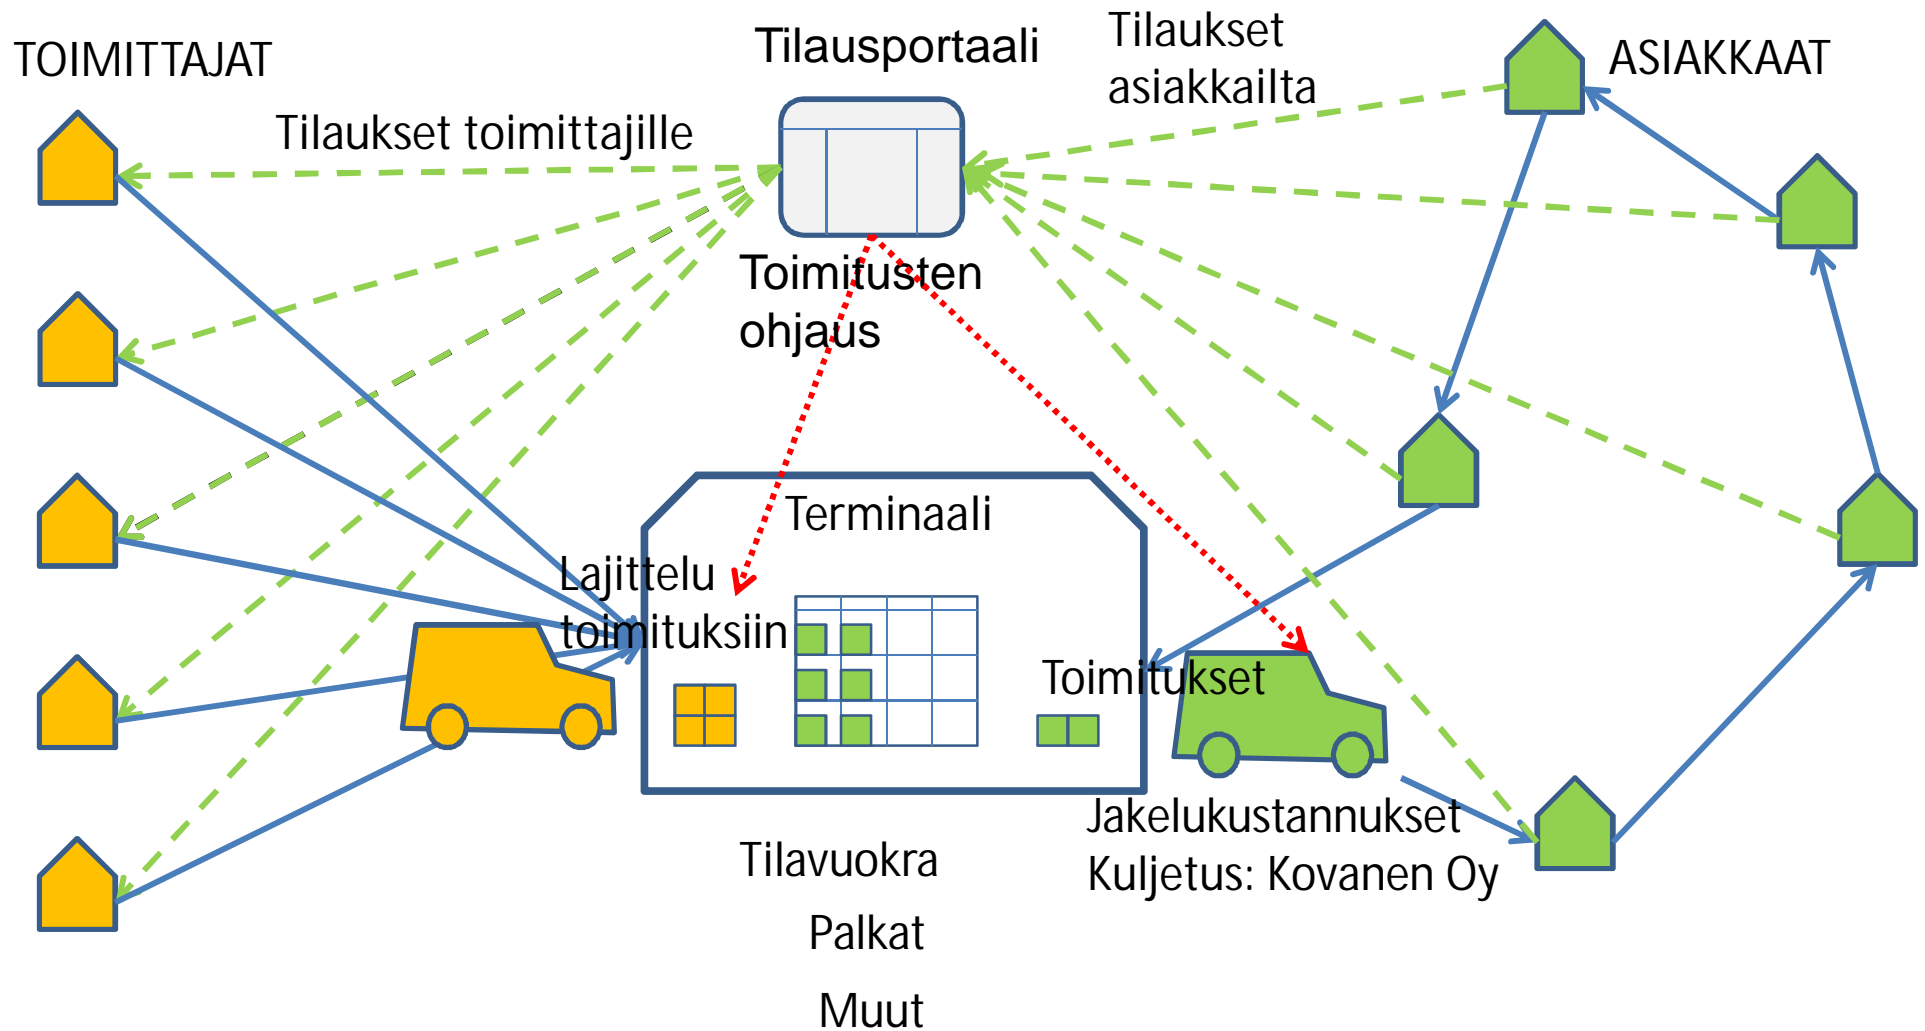 TOIMITTAJAT
Tilausportaali
Tilaukset
asiakkailta
ASIAKKAAT
Tilaukset toimittajille
Toimitusten
ohjaus
Terminaali
Lajittelu
toimituksiin
Toimitukset
Jakelukustannukset
Kuljetus: Kovanen Oy
Tilavuokra
Palkat
Muut